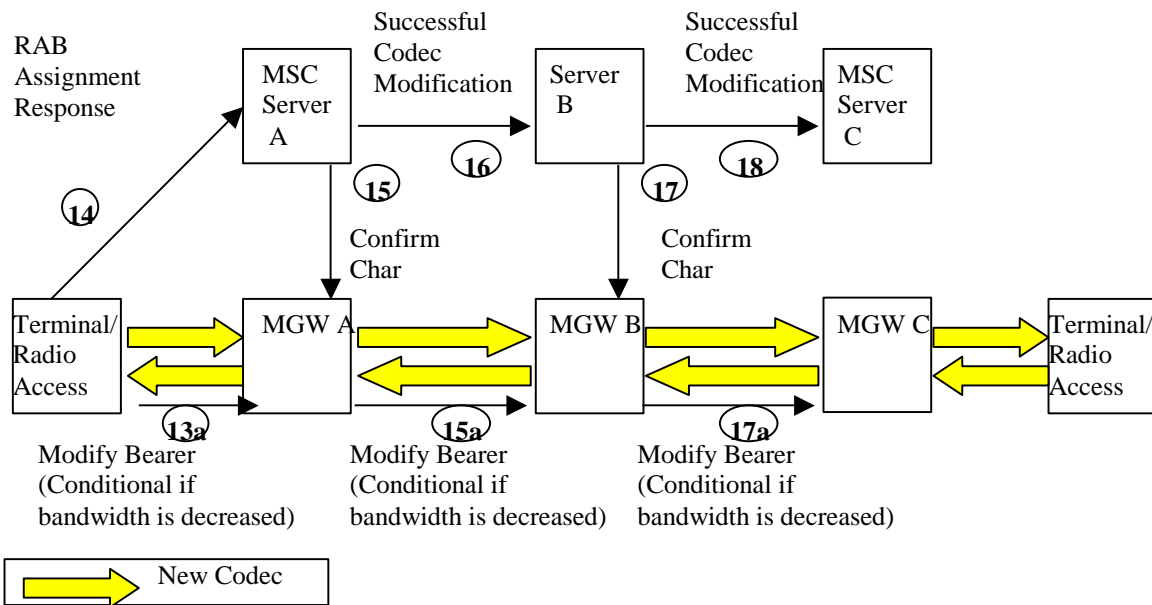 RAB
Assignment
Response
MSC
Server
A
Successful
Codec
Modification
Server
B
Successful
Codec
Modification
MSC
Server
C
14
15
16
17
18
Confirm
Char
Confirm
Char
Terminal/
Radio
Access
MGW A
MGW B
MGW C
Terminal/
Radio
Access
13a
15a
17a
Modify Bearer
(Conditional if
bandwidth is decreased)
Modify Bearer
(Conditional if
bandwidth is decreased)
Modify Bearer
(Conditional if
bandwidth is decreased)
New Codec